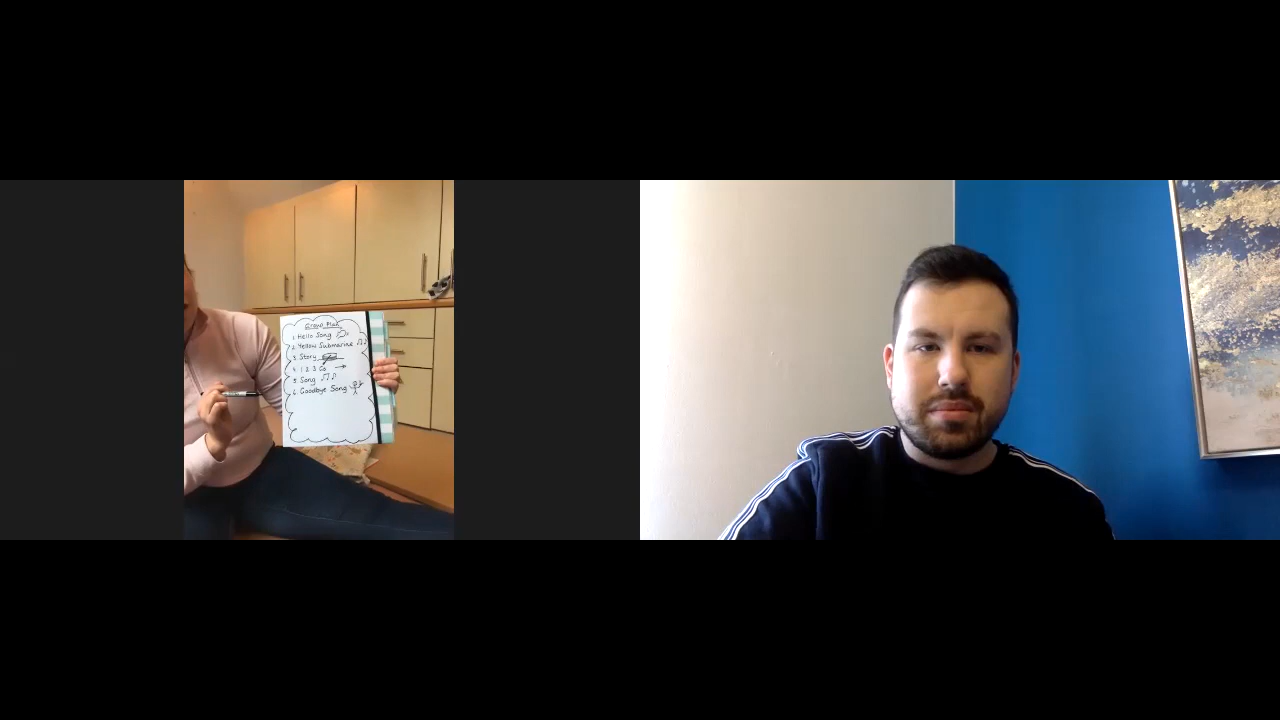 Group Plan
1. Hello Song
2. Yellow Submarine
3. Story
4. 1 2 3 Go
5. Song
6. Goodbye Song